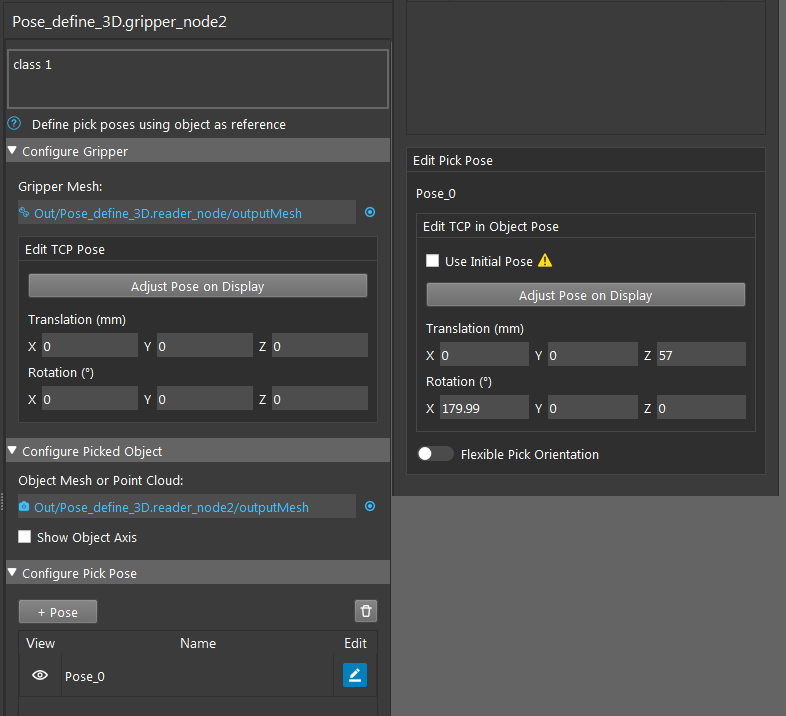 Pose_define_3D.gripper_node2
class 1
Define pick poses using object as reference
Configure Gripper
Gripper Mesh:
Out/Pose_define_3D.reader_node/outputMesh
Edit TCP Pose
Adjust Pose on Display
Translation (mm)
X 0 Y 0 Z 0
Rotation (°)
X 0 Y 0 Z 0
Configure Picked Object
Object Mesh or Point Cloud:
Out/Pose_define_3D.reader_node2/outputMesh
Show Object Axis
Configure Pick Pose
+ Pose
View Name Edit
Pose_0
Edit Pick Pose
Pose_0
Edit TCP in Object Pose
Use Initial Pose
Adjust Pose on Display
Translation (mm)
X 0 Y 0 Z 57
Rotation (°)
X 179.99 Y 0 Z 0
Flexible Pick Orientation